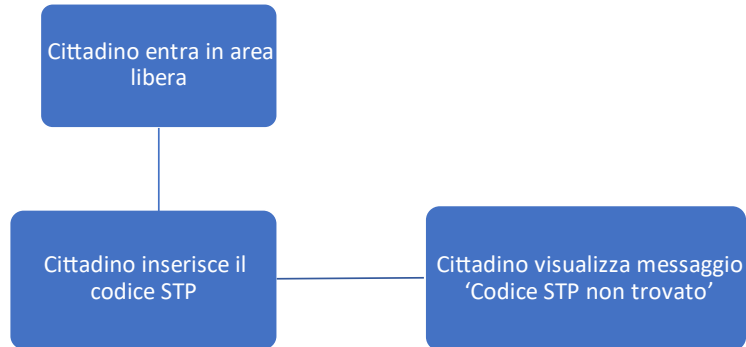 Cittadino entra in area
libera
Cittadino inserisce il
codice STP
Cittadino visualizza messaggio
‘Codice STP non trovato’